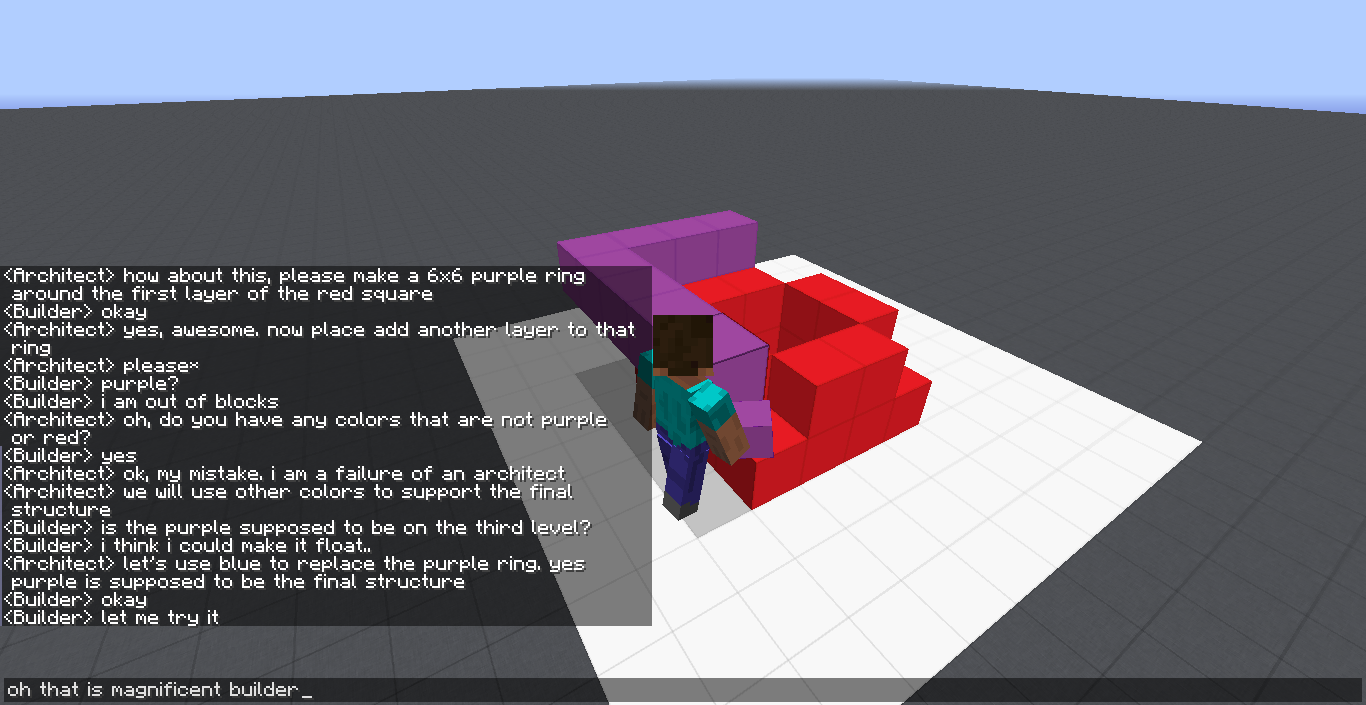 <Architect> how about this, please make a 6x6 purple ring
around the first layer of the red square
<Builder> okay
<Architect> yes, awesome. now place add another layer to that
ring
<Architect> please*
<Builder> purple?
<Builder> i am out of blocks
<Architect> oh, do you have any colors that are not purple
or red?
<Builder> yes
<Architect> ok, my mistake. i am a failure of an architect
<Architect> we will use other colors to support the final
structure
<Builder> is the purple supposed to be on the third level?
<Builder> i think i could make it float..
<Architect> let's use blue to replace the purple ring. yes
purple is supposed to be the final structure
<Builder> okay
<Builder> let me try it
oh that is magnificent builder_